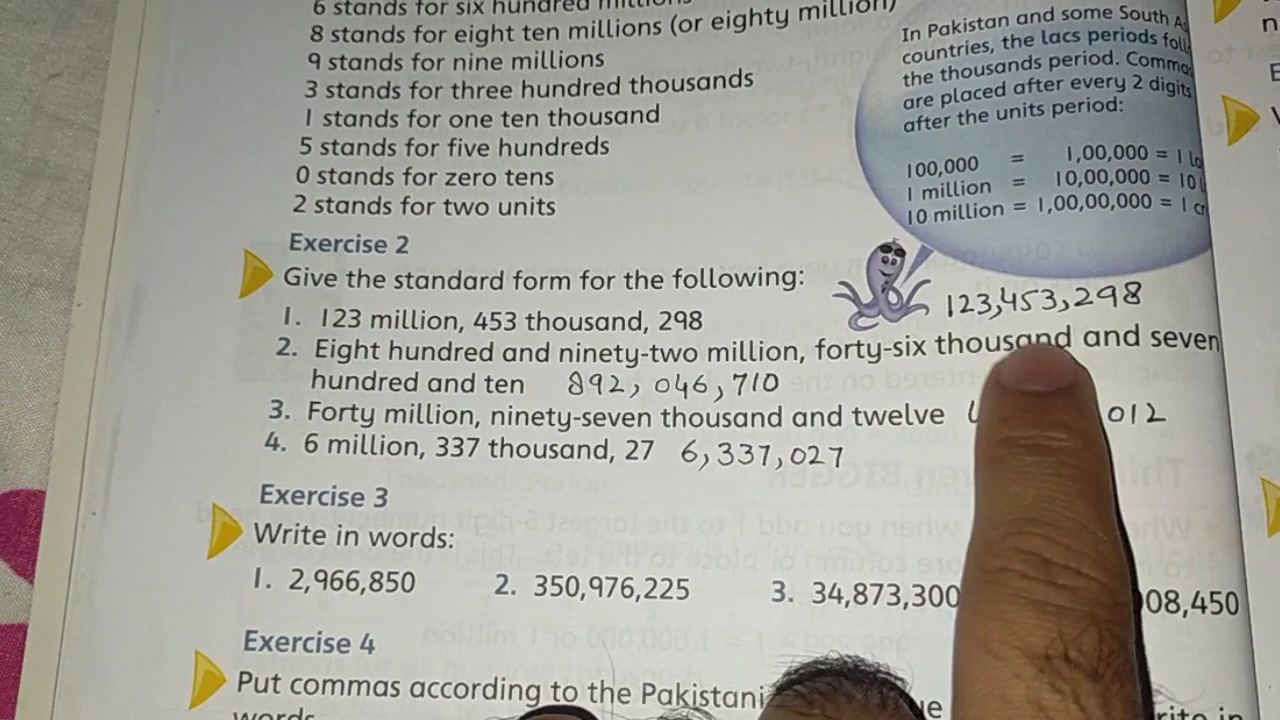 6 stands for six hundred millions
8 stands for eight ten millions (or eighty million)
9 stands for nine millions
3 stands for three hundred thousands
1 stands for one ten thousand
5 stands for five hundreds
0 stands for zero tens
2 stands for two units
In Pakistan and some South
countries, the lacs periods
the thousands period.
are placed after every 2 digits
after the units period:
100,000 = 1,00,000 = 1
1 million = 10,00,000 = 10
10 million = 1,00,00,000 = 1
Exercise 2
Give the standard form for the following:
1. 123 million, 453 thousand, 298 123,453,298
2. Eight hundred and ninety-two million, forty-six thousand and seven
hundred and ten 892,046,710
3. Forty million, ninety-seven thousand and twelve 012
4. 6 million, 337 thousand, 27 6,337,027
Exercise 3
Write in words:
1. 2,966,850 2. 350,976,225 3. 34,873,300 08,450
Exercise 4
Put commas according to the Pakistani